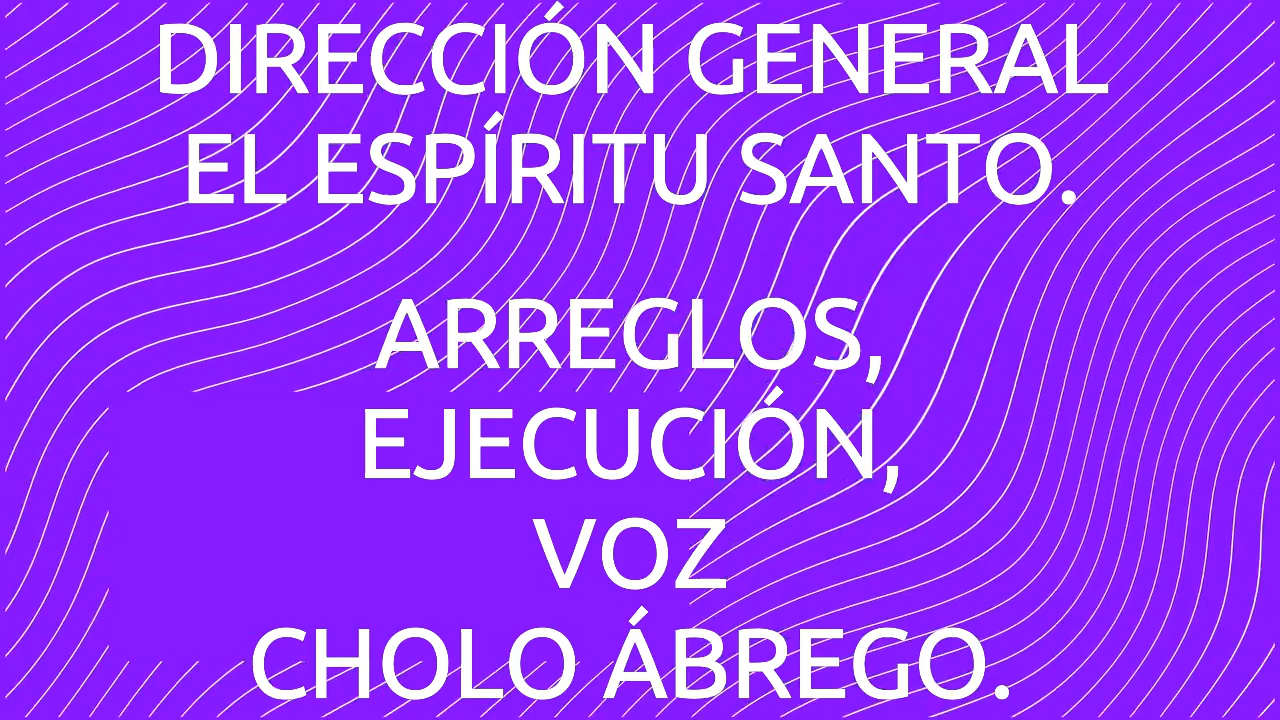 DIRECCIÓN GENERAL
EL ESPÍRITU SANTO.
ARREGLOS,
EJECUCIÓN,
VOZ
CHOLO ÁBREGO.